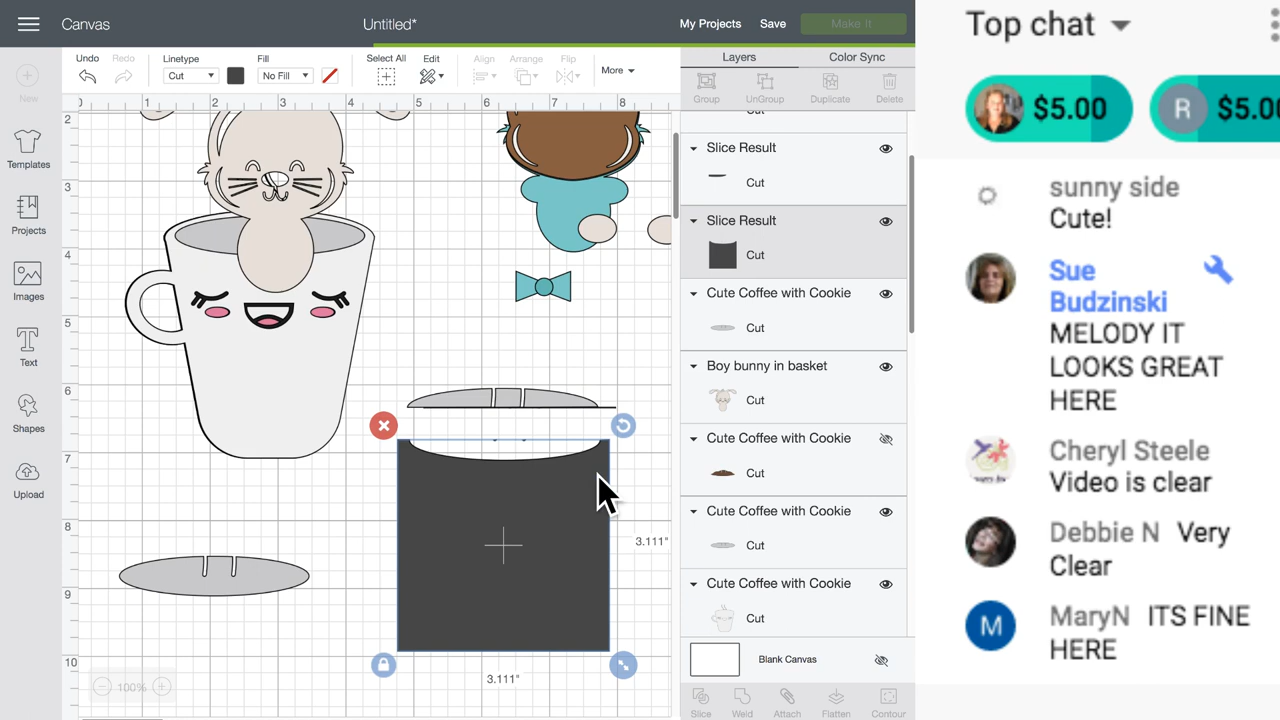 Canvas
Untitled*
My Projects
Save
Make It
Undo
Redo
Linetype
Cut
Fill
No Fill
Select All
Edit
Align
Arrange
Flip
More
New
Templates
Projects
Images
Text
Shapes
Upload
1 2 3 4 5 6 7 8
2
3
4
5
6
7
8
9
10
3.111"
3.111"
100%
Layers
Color Sync
Group
UnGroup
Duplicate
Delete
Cut
Slice Result
Cut
Slice Result
Cut
Cute Coffee with Cookie
Cut
Boy bunny in basket
Cut
Cute Coffee with Cookie
Cut
Cute Coffee with Cookie
Cut
Cute Coffee with Cookie
Cut
Blank Canvas
Slice
Weld
Attach
Flatten
Contour
Top chat
$5.00
R
$5.00
sunny side
Cute!
Sue
Budzinski
MELODY IT
LOOKS GREAT
HERE
Cheryl Steele
Video is clear
Debbie N Very
Clear
M
MaryN ITS FINE
HERE